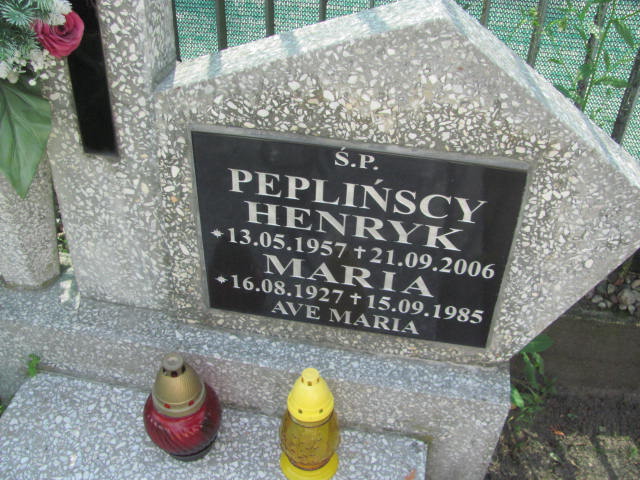 Ś.P.
PEPLIŃSCY
HENRYK
*13.05.1957 ✝ 21.09.2006
MARIA
*16.08.1927 ✝ 15.09.1985
AVE MARIA